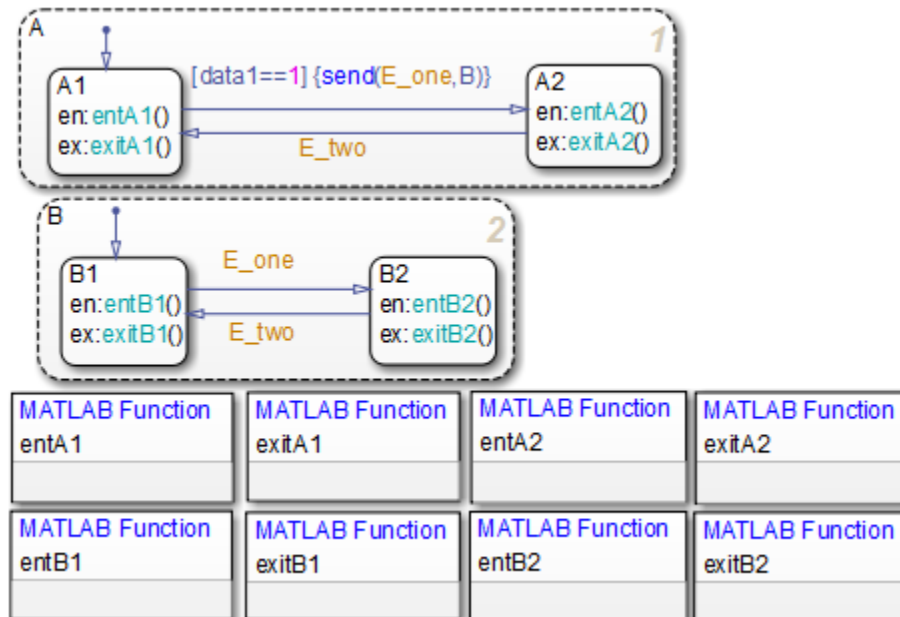 A
1
A1
en:entA1()
ex:exitA1()
[data1==1] {send(E_one,B)}
E_two
A2
en:entA2()
ex:exitA2()
B
2
B1
en:entB1()
ex:exitB1()
E_one
E_two
B2
en:entB2()
ex:exitB2()
MATLAB Function
entA1
MATLAB Function
exitA1
MATLAB Function
entA2
MATLAB Function
exitA2
MATLAB Function
entB1
MATLAB Function
exitB1
MATLAB Function
entB2
MATLAB Function
exitB2